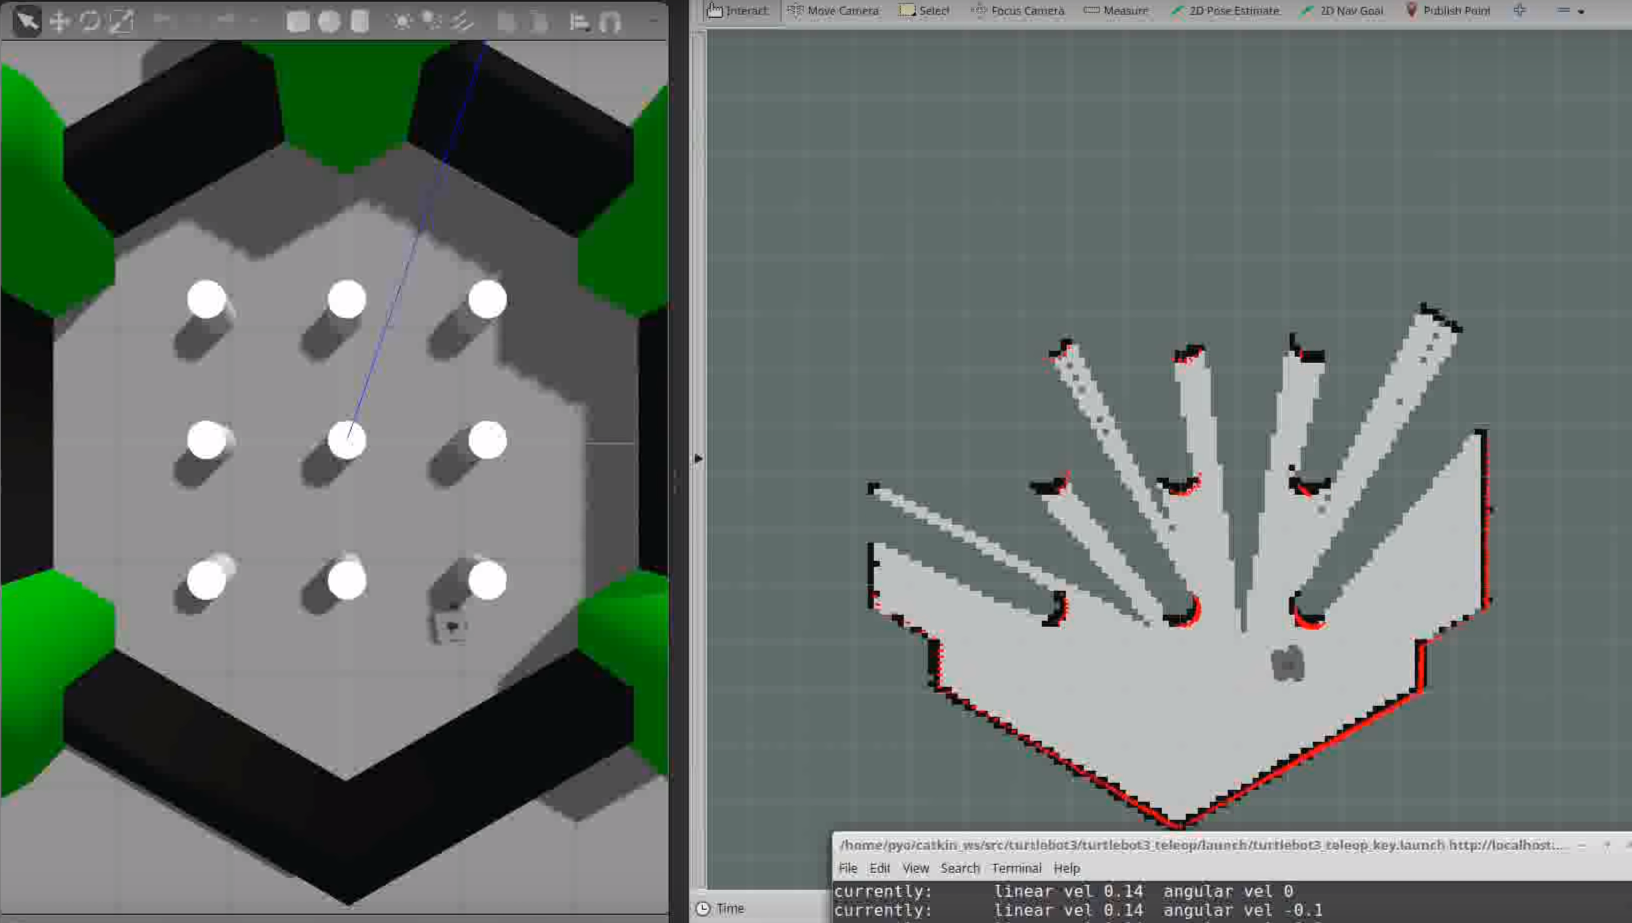 Interact Move Camera Select Focus Camera Measure 2D Pose Estimate 2D Nav Goal Publish Point
/home/pyo/catkin_ws/src/turtlebot3/turtlebot3_teleop/launch/turtlebot3_teleop_key.launch http://localhost:...
File Edit View Search Terminal Help
currently: linear vel 0.14 angular vel 0
currently: linear vel 0.14 angular vel -0.1
Time